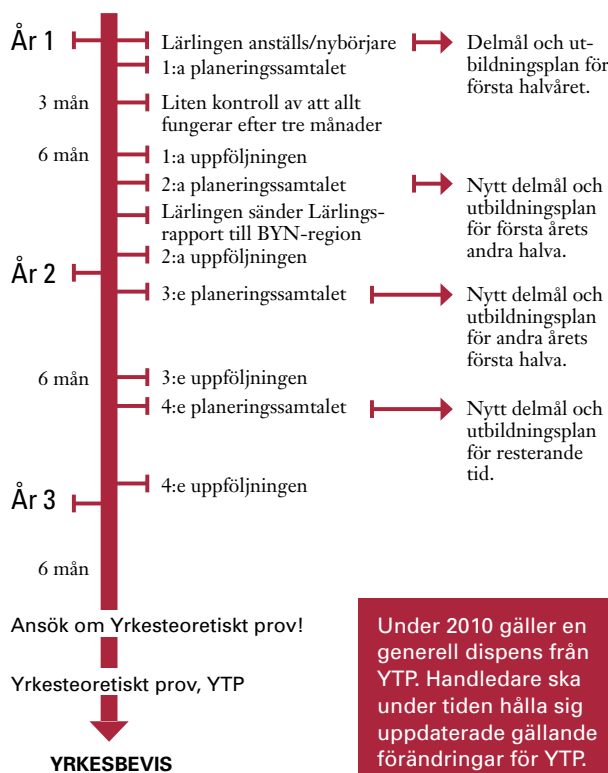 År 1
Lärlingen anställs/nybörjare
Delmål och ut-
bildningsplan för
första halvåret.
1:a planeringssamtalet
3 mån
Liten kontroll av att allt
fungerar efter tre månader
6 mån
1:a uppföljningen
2:a planeringssamtalet
Nytt delmål och
utbildningsplan
för första årets
andra halva.
Lärlingen sänder Lärlings-
rapport till BYN-region
2:a uppföljningen
År 2
3:e planeringssamtalet
Nytt delmål och
utbildningsplan
för andra årets
första halva.
6 mån
3:e uppföljningen
4:e planeringssamtalet
Nytt delmål och
utbildningsplan
för resterande
tid.
4:e uppföljningen
År 3
6 mån
Ansök om Yrkesteoretiskt prov!
Yrkesteoretiskt prov, YTP
YRKESBEVIS
Under 2010 gäller en
generell dispens från
YTP. Handledare ska
under tiden hålla sig
uppdaterade gällande
förändringar för YTP.